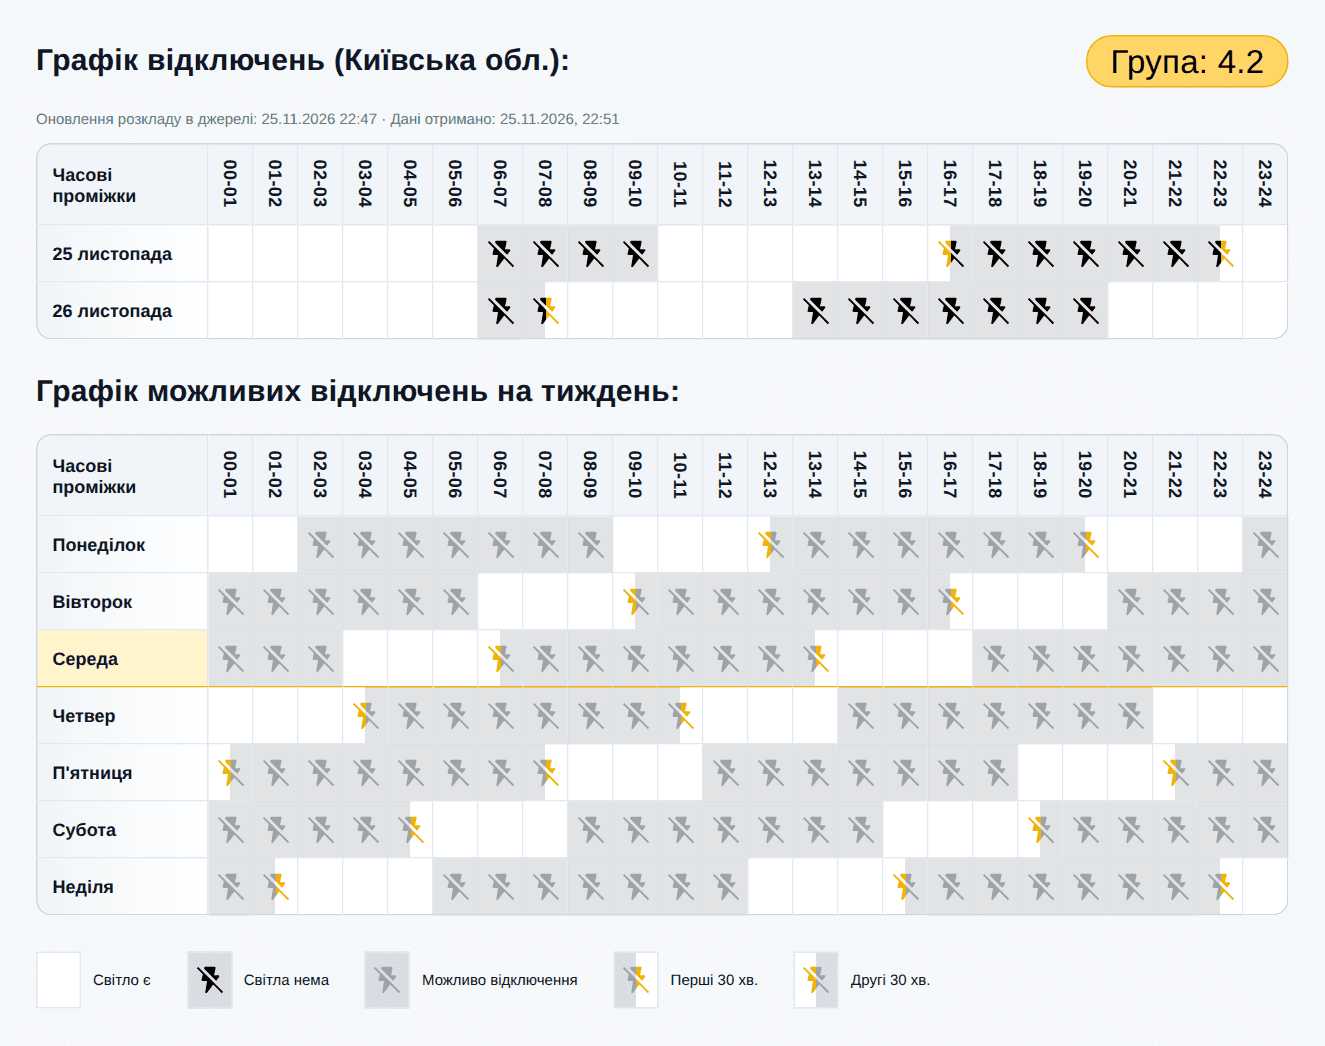 Графік відключень (Київська обл.):
Група: 4.2
Оновлення розкладу в джерелі: 25.11.2026 22:47 · Дані отримано: 25.11.2026, 22:51
Часові проміжки 00-01 01-02 02-03 03-04 04-05 05-06 06-07 07-08 08-09 09-10 10-11 11-12 12-13 13-14 14-15 15-16 16-17 17-18 18-19 19-20 20-21 21-22 22-23 23-24
25 листопада
26 листопада
Графік можливих відключень на тиждень:
Часові проміжки 00-01 01-02 02-03 03-04 04-05 05-06 06-07 07-08 08-09 09-10 10-11 11-12 12-13 13-14 14-15 15-16 16-17 17-18 18-19 19-20 20-21 21-22 22-23 23-24
Понеділок
Вівторок
Середа
Четвер
П'ятниця
Субота
Неділя
Світло є Світла нема Можливо відключення Перші 30 хв. Другі 30 хв.